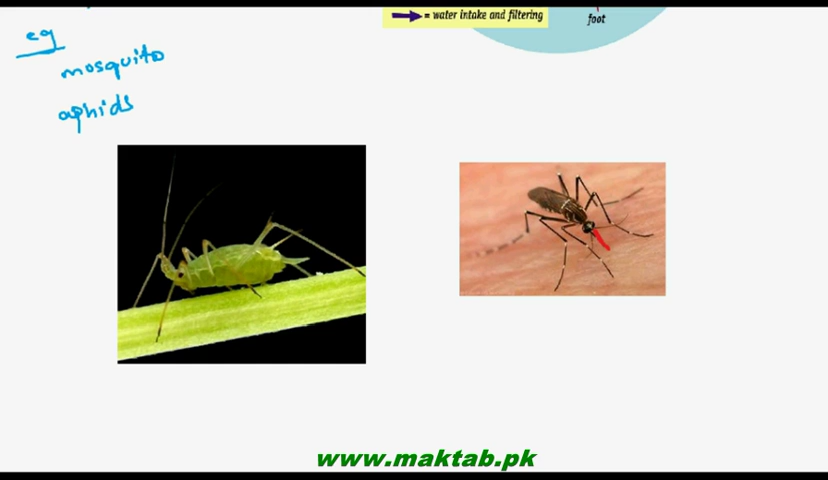 = water intake and filtering
foot
eg
mosquito
aphids
www.maktab.pk